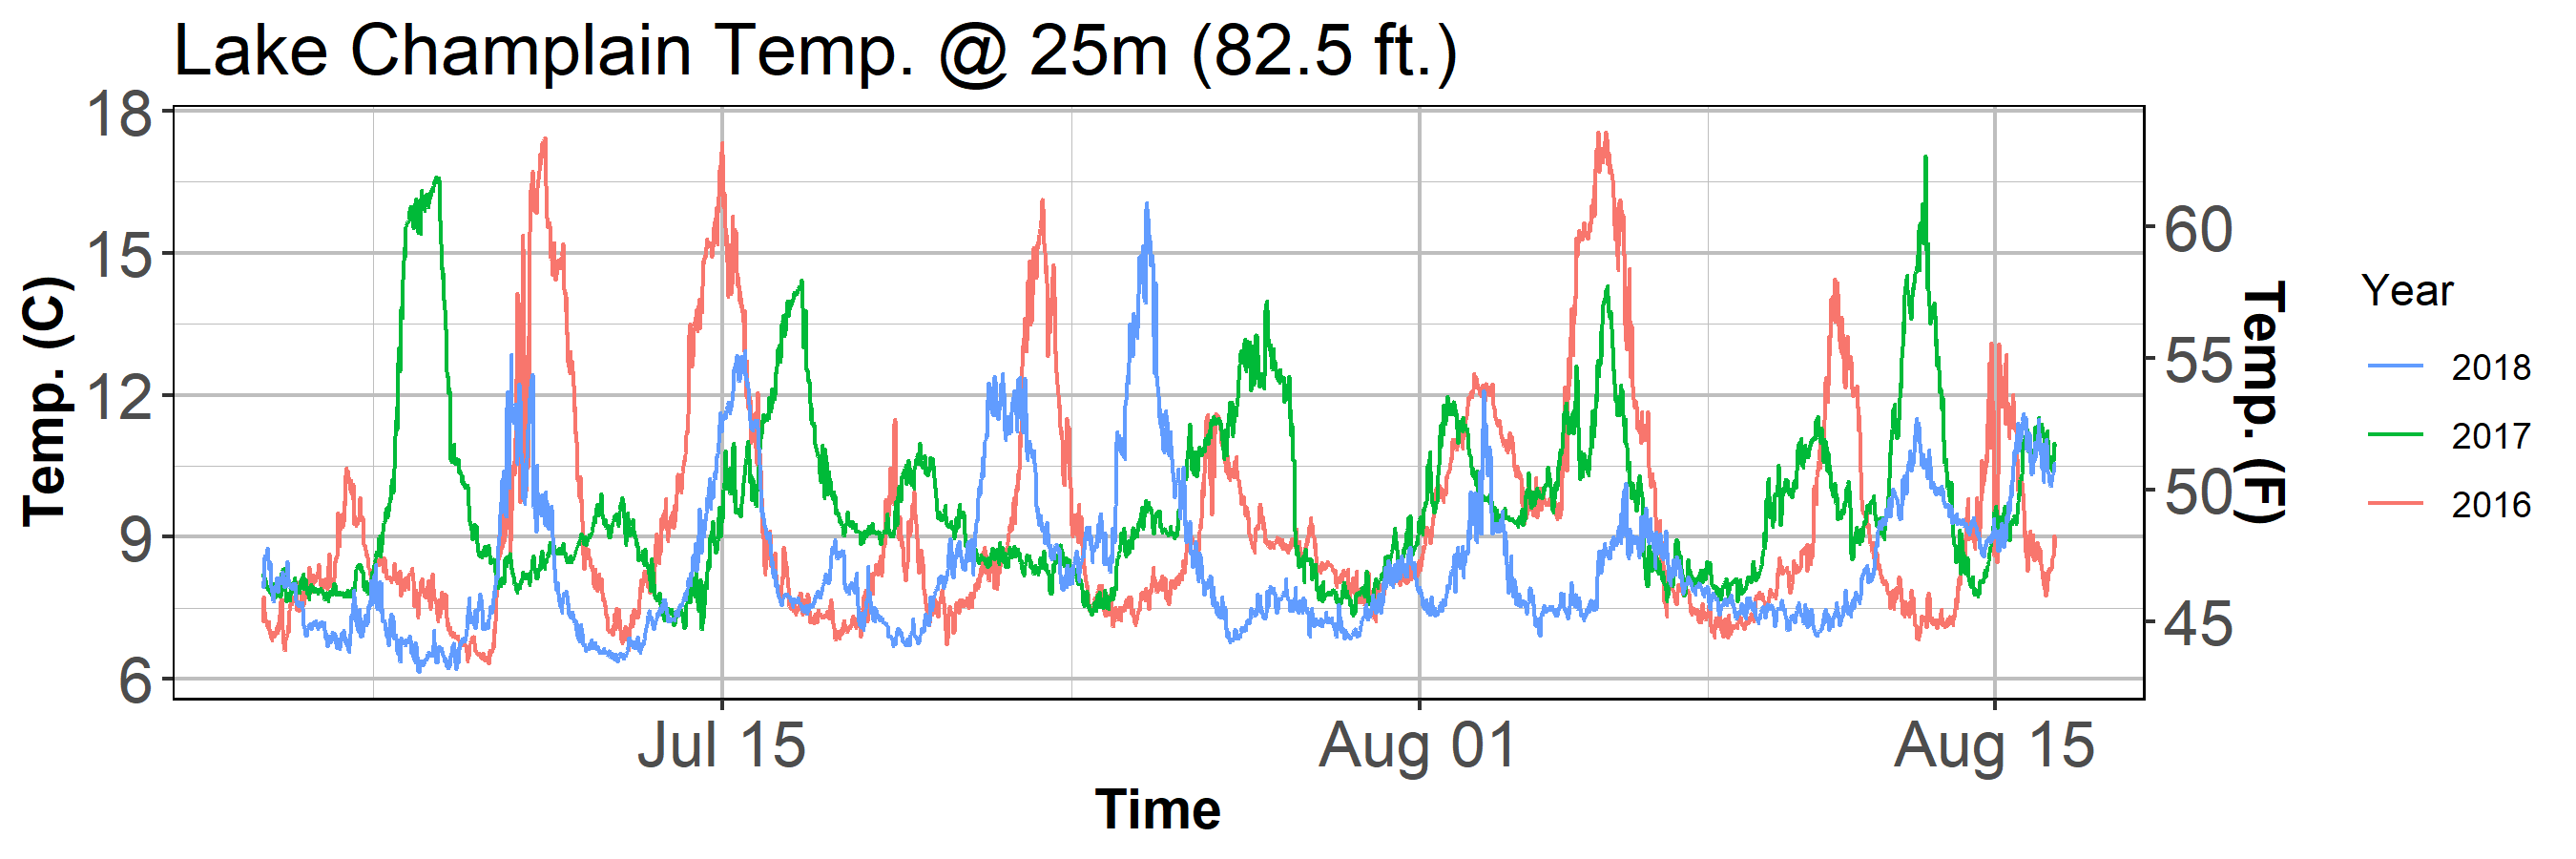 Lake Champlain Temp. @ 25m (82.5 ft.)
18
15
12
9
6
Temp. (C)
60
55
50
45
Temp. (F)
Jul 15
Aug 01
Aug 15
Time
Year
2018
2017
2016